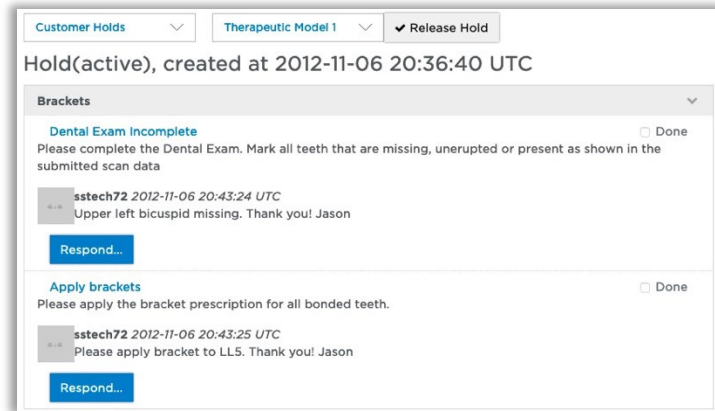 Customer Holds
Therapeutic Model 1
✔ Release Hold
Hold(active), created at 2012-11-06 20:36:40 UTC
Brackets
Dental Exam Incomplete
Done
Please complete the Dental Exam. Mark all teeth that are missing, unerupted or present as shown in the
submitted scan data
sstech72 2012-11-06 20:43:24 UTC
Upper left bicuspid missing. Thank you! Jason
Respond...
Apply brackets
Done
Please apply the bracket prescription for all bonded teeth.
sstech72 2012-11-06 20:43:25 UTC
Please apply bracket to LL5. Thank you! Jason
Respond...